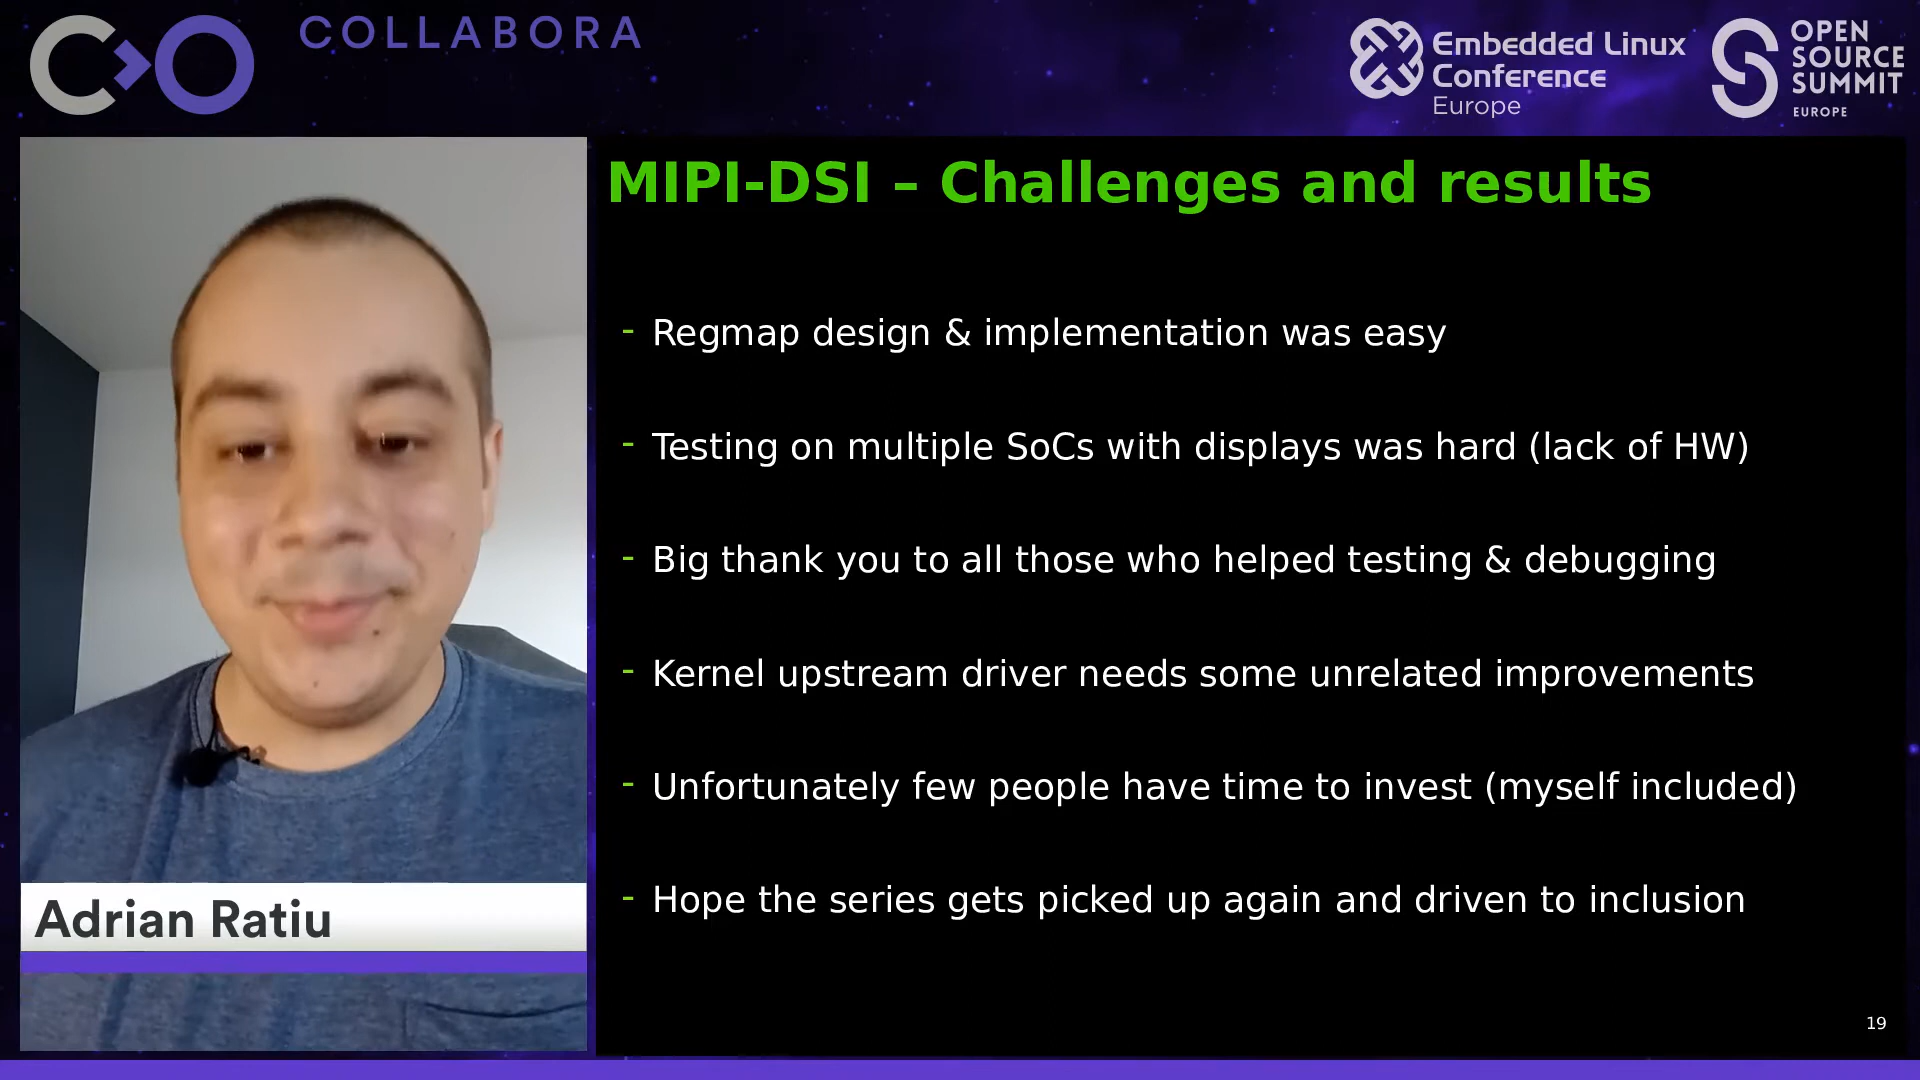 COLLABORA
Embedded Linux
Conference
Europe
OPEN
SOURCE
SUMMIT
EUROPE
MIPI-DSI – Challenges and results
- Regmap design & implementation was easy
- Testing on multiple SoCs with displays was hard (lack of HW)
- Big thank you to all those who helped testing & debugging
- Kernel upstream driver needs some unrelated improvements
- Unfortunately few people have time to invest (myself included)
- Hope the series gets picked up again and driven to inclusion
Adrian Ratiu
19